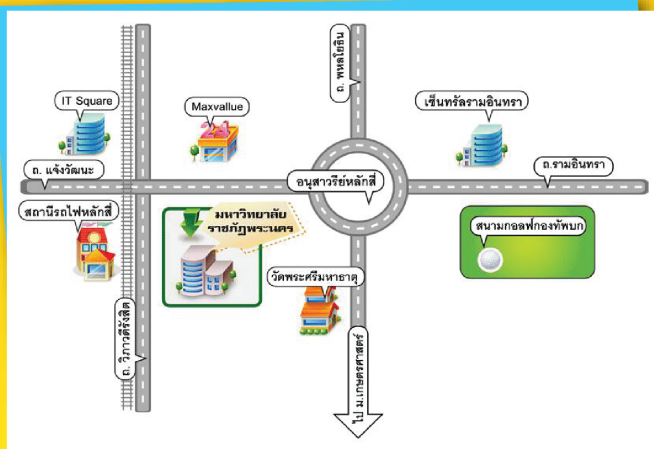 ถ. พหลโยธิน
IT Square
Maxvallue
24
เซ็นทรัลรามอินทรา
ถ. แจ้งวัฒนะ
อนุสาวรีย์หลักสี่
ถ.รามอินทรา
สถานีรถไฟหลักสี่
มหาวิทยาลัย
ราชภัฏพระนคร
สนามกอลฟ์กองทัพบก
วัดพระศรีมหาธาตุ
ถ. วิภาวดีรังสิต
ไป ม.เกษตรศาสตร์